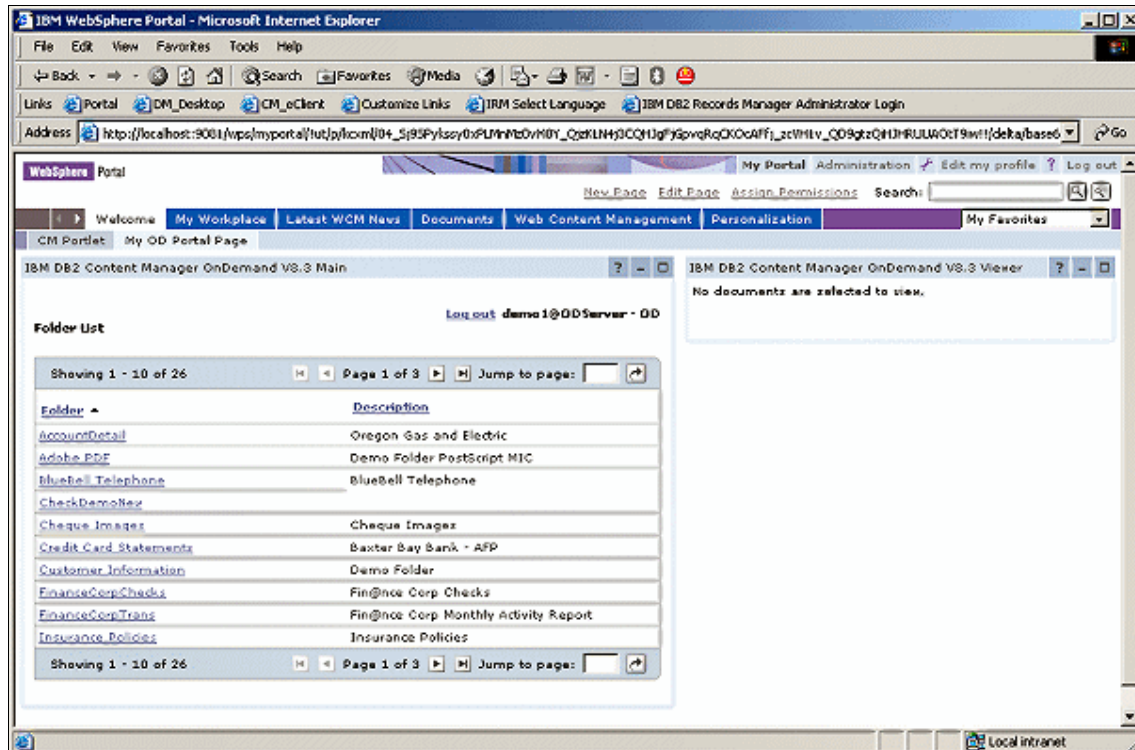 IBM WebSphere Portal - Microsoft Internet Explorer
File Edit View Favorites Tools Help
Back Search Favorites Media
Links Portal DM_Desktop CM_eClient Customize Links IRM Select Language IBM DB2 Records Manager Administrator Login
Address Go
WebSphere Portal My Portal Administration Edit my profile ? Log out
New Page Edit Page Assign Permissions Search:
Welcome My Workplace Latest WCM News Documents Web Content Management Personalization My Favorites
CM Portlet My OD Portal Page
IBM DB2 Content Manager OnDemand V8.3 Main ? IBM DB2 Content Manager OnDemand V8.3 Viewer ?
No documents are selected to view.
Log out demo1@ODServer - OD
Folder List
Showing 1 - 10 of 26 Page 1 of 3 Jump to page:
Folder Description
AccountDetail Oregon Gas and Electric
Adobe PDF Demo Folder PostScript MIC
BlueBell Telephone BlueBell Telephone
CheckDemoNew
Cheque Images Cheque Images
Credit Card Statements Baxter Bay Bank - AFP
Customer Information Demo Folder
FinanceCorpChecks Fin@nce Corp Checks
FinanceCorpTrans Fin@nce Corp Monthly Activity Report
Insurance Policies Insurance Policies
Showing 1 - 10 of 26 Page 1 of 3 Jump to page:
Local intranet